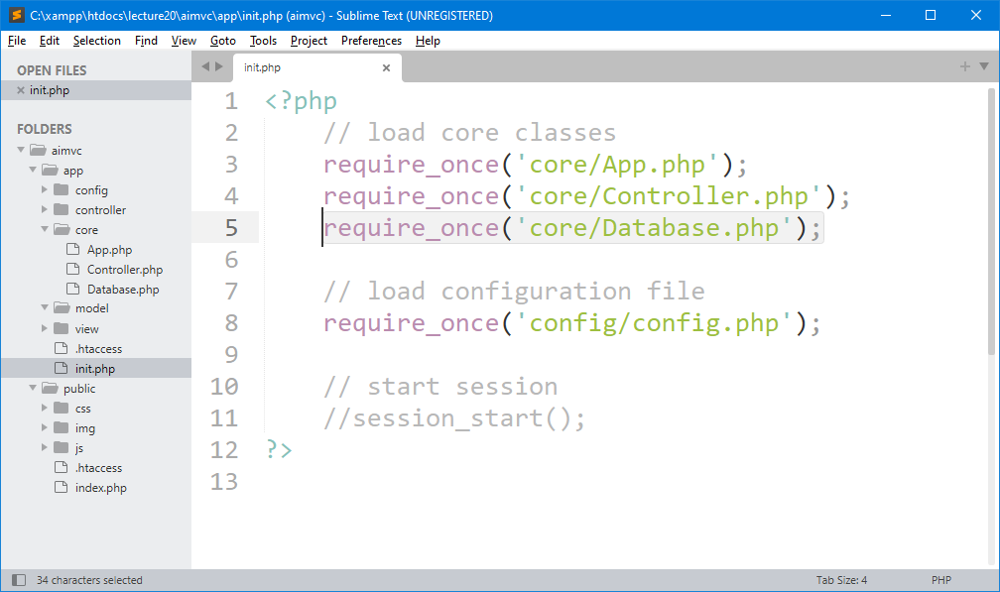 C:\xampp\htdocs\lecture20\aimvc\app\init.php (aimvc) - Sublime Text (UNREGISTERED)
File Edit Selection Find View Goto Tools Project Preferences Help
OPEN FILES
init.php
FOLDERS
aimvc
app
config
controller
core
App.php
Controller.php
Database.php
model
view
.htaccess
init.php
public
css
img
js
.htaccess
index.php
init.php
1 <?php
2 // load core classes
3 require_once('core/App.php');
4 require_once('core/Controller.php');
5 require_once('core/Database.php');
6
7 // load configuration file
8 require_once('config/config.php');
9
10 // start session
11 //session_start();
12 ?>
13
34 characters selected Tab Size: 4 PHP